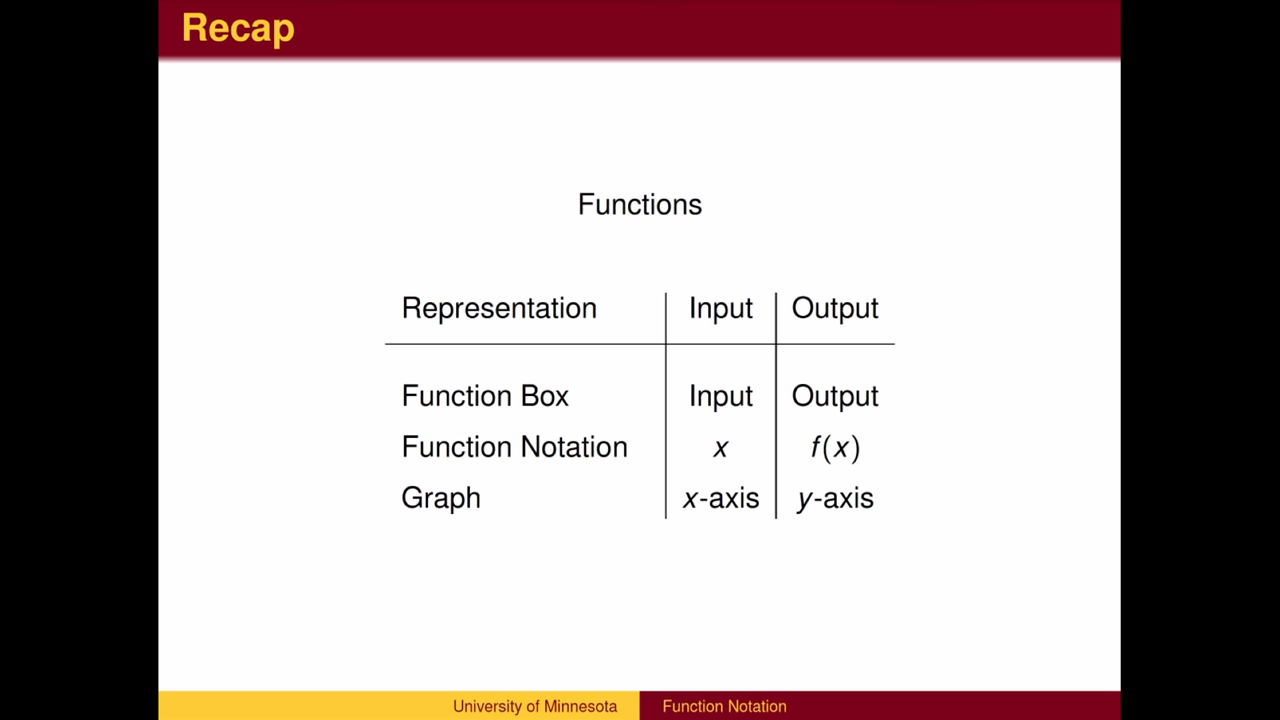 Recap
Functions
Representation Input Output
Function Box Input Output
Function Notation x f(x)
Graph x-axis y-axis
University of Minnesota Function Notation